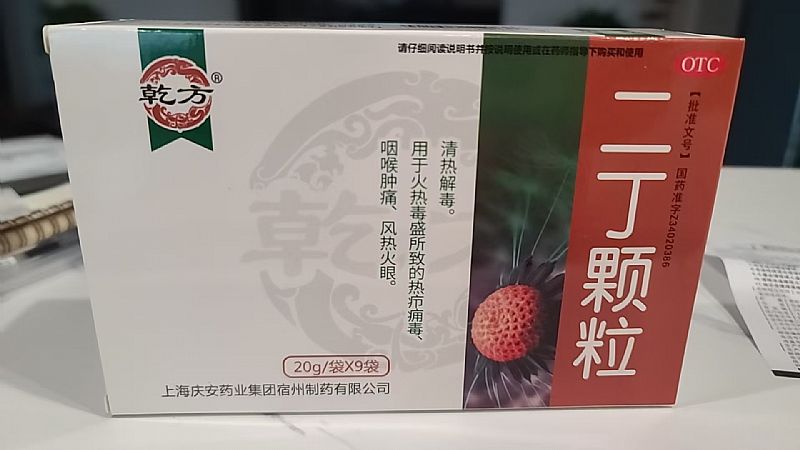 请仔细阅读说明书并按说明使用或在药师指导下购买和使用
OTC
乾方®
二丁颗粒
【批准文号】国药准字Z34020386
清热解毒。
用于火热毒盛所致的热疖痈毒、
咽喉肿痛、风热火眼。
乾
20g/袋X9袋
上海庆安药业集团宿州制药有限公司